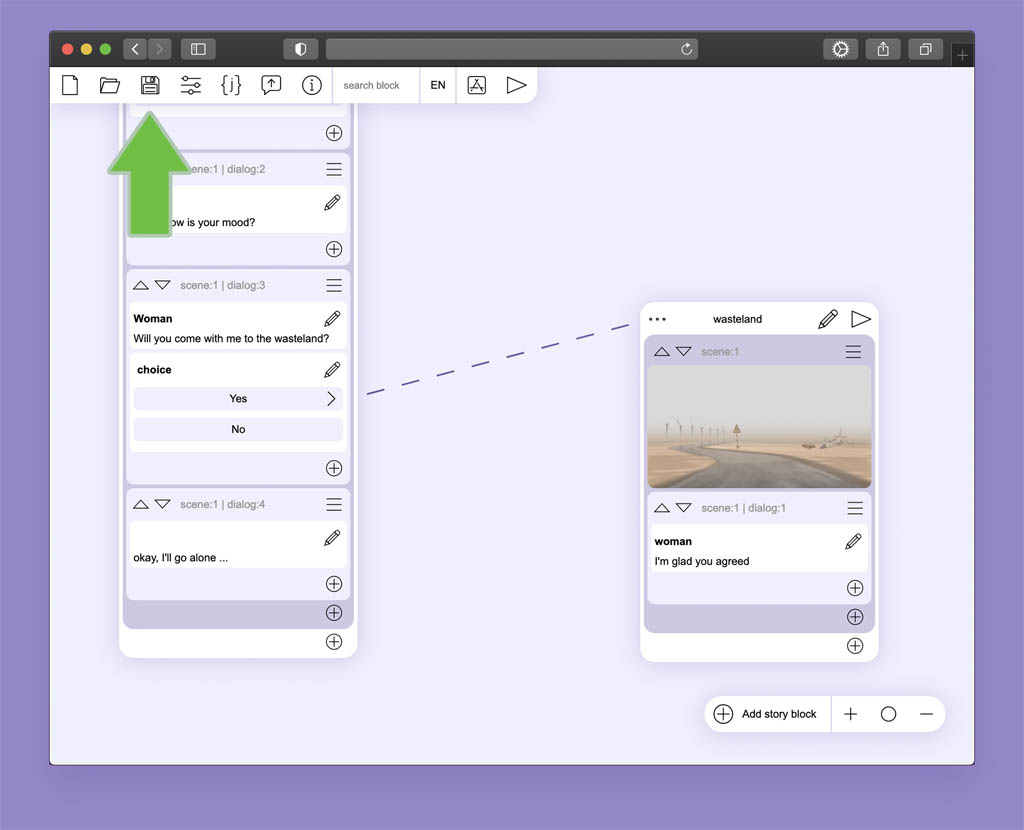 {j}
search block
EN
ene:1 | dialog:2
ow is your mood?
scene:1 | dialog:3
Woman
Will you come with me to the wasteland?
choice
Yes
No
scene:1 | dialog:4
okay, I'll go alone ...
wasteland
scene:1
scene:1 | dialog:1
woman
I'm glad you agreed
Add story block